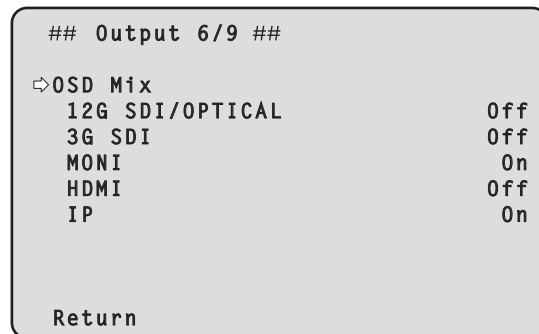 ## Output 6/9 ##
⇨OSD Mix
12G SDI/OPTICAL Off
3G SDI Off
MONI On
HDMI Off
IP On
Return